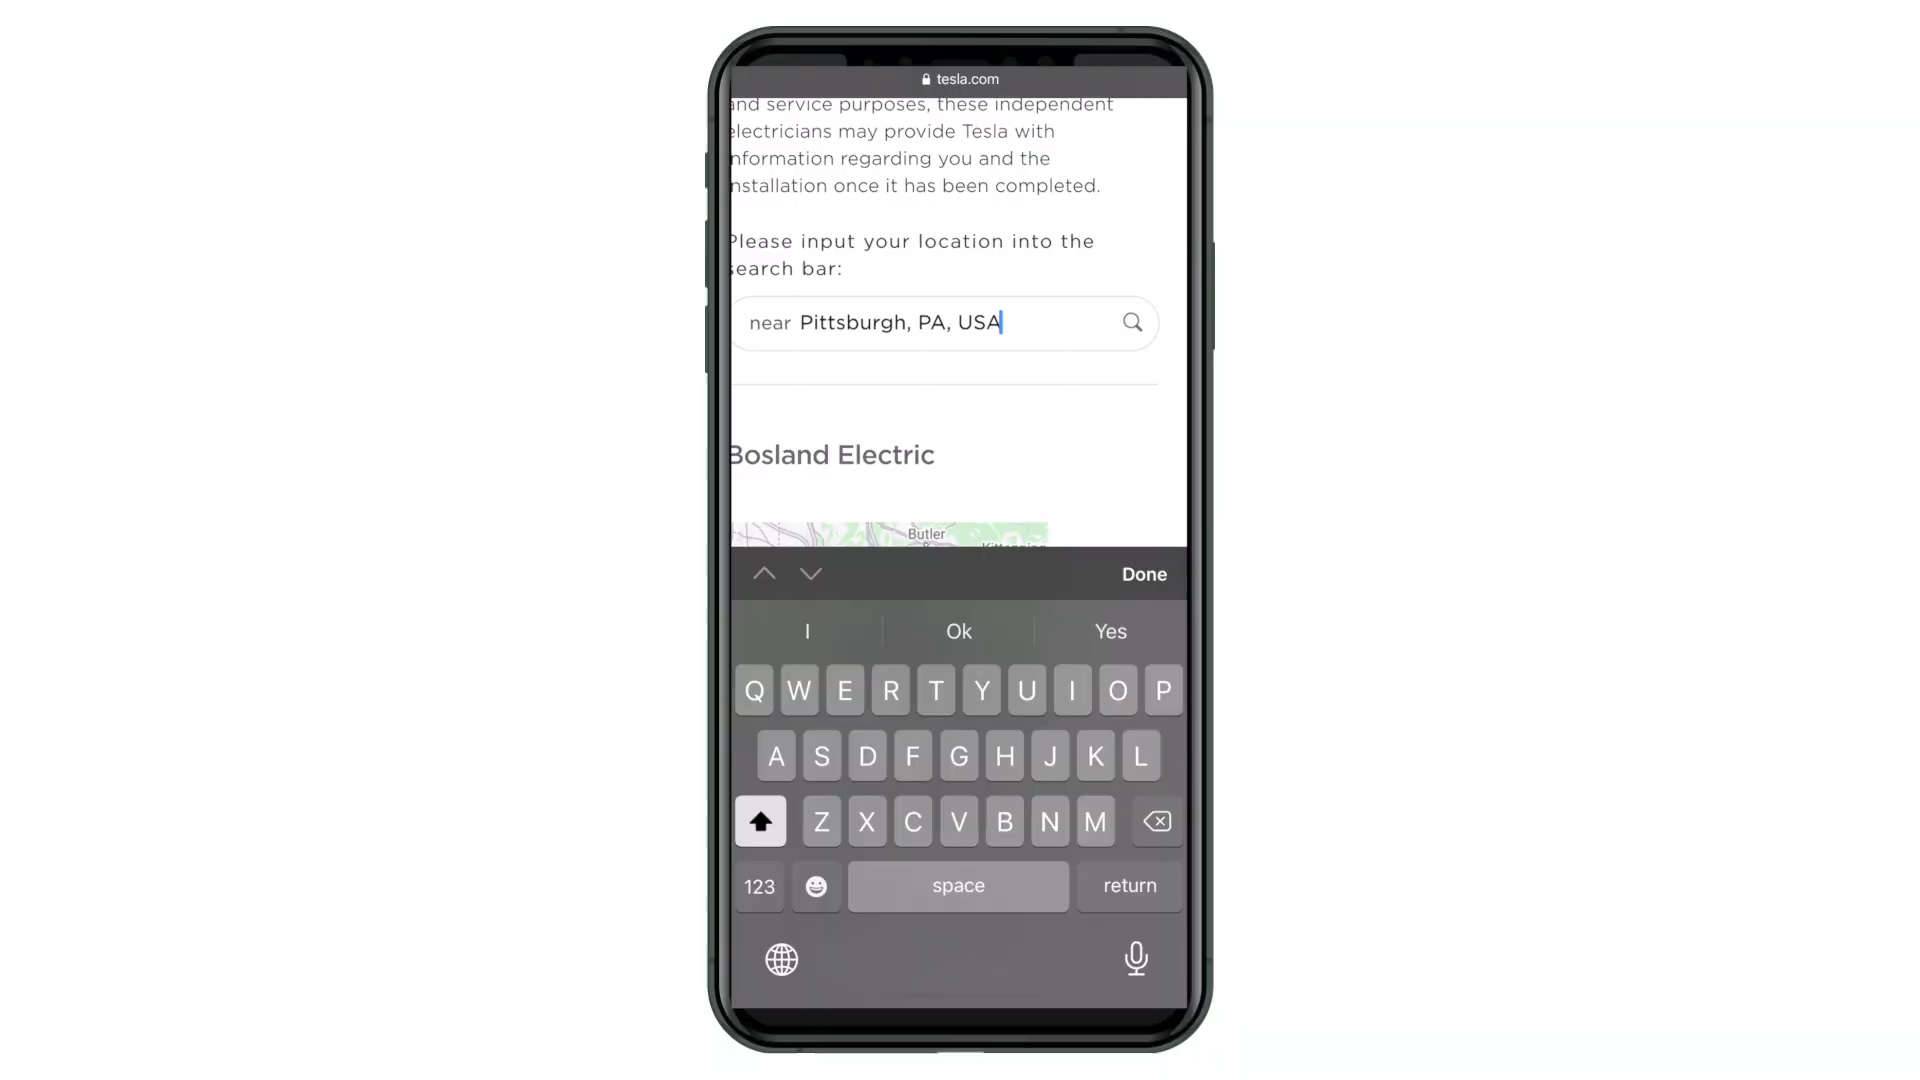 tesla.com
and service purposes, these independent
electricians may provide Tesla with
information regarding you and the
installation once it has been completed.
Please input your location into the
search bar:
near Pittsburgh, PA, USA
Bosland Electric
Butler
Kittanning
Done
I Ok Yes
Q W E R T Y U I O P
A S D F G H J K L
Z X C V B N M
123 space return